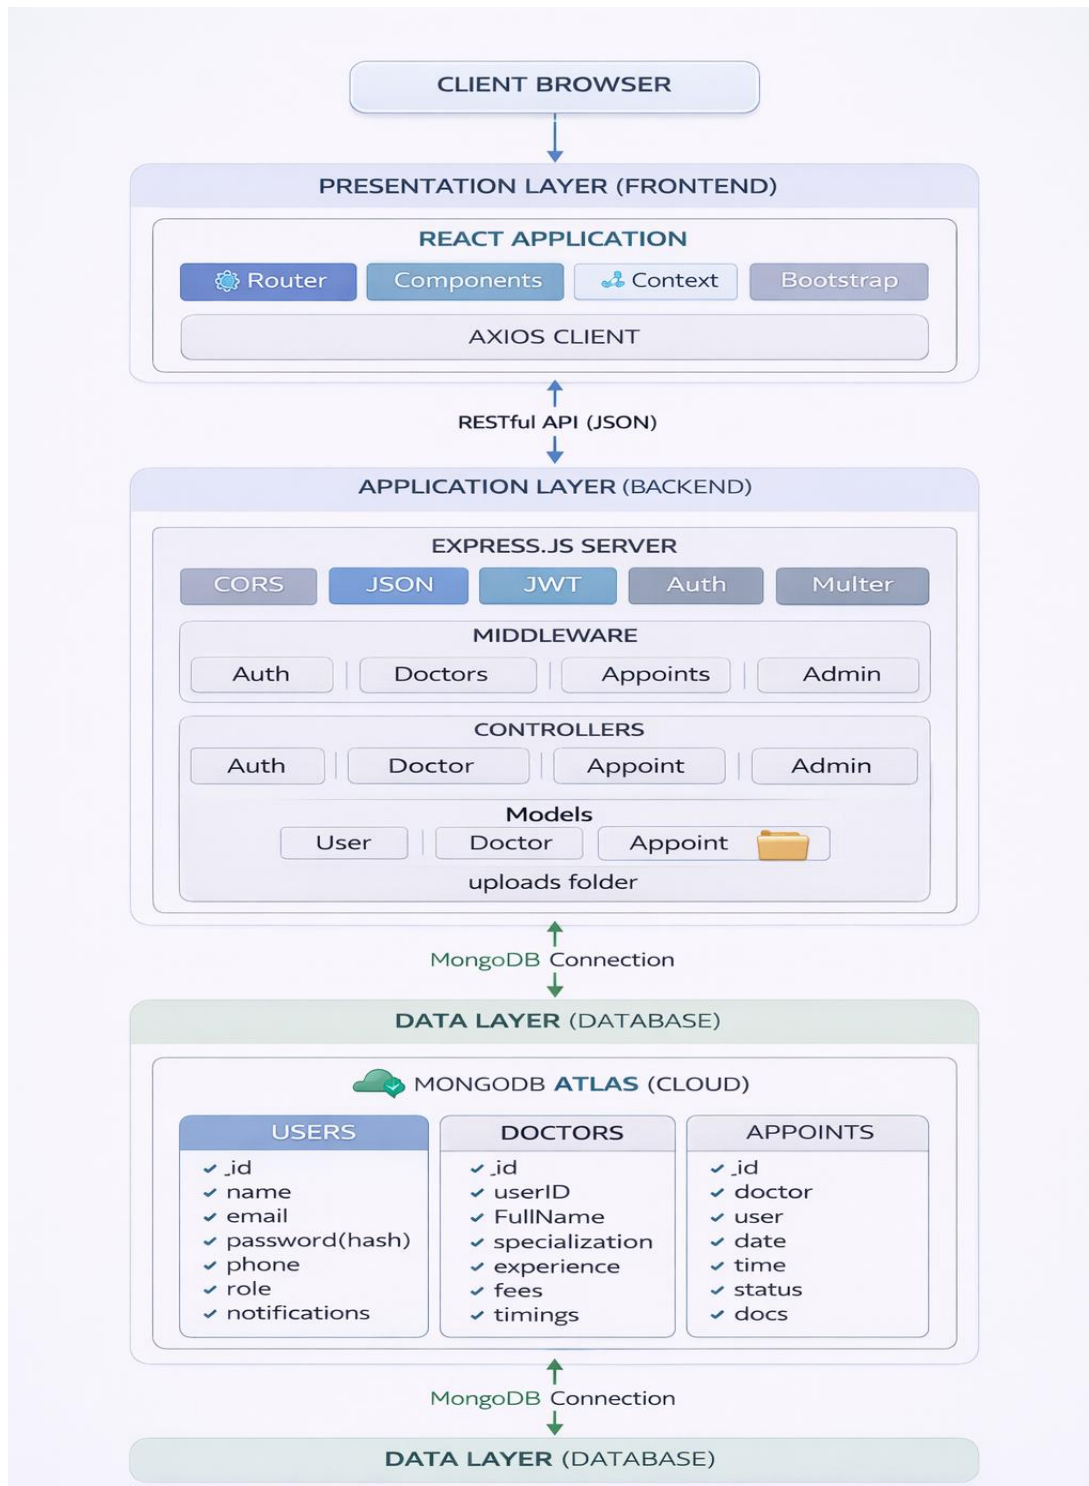 CLIENT BROWSER
PRESENTATION LAYER (FRONTEND)
REACT APPLICATION
Router Components Context Bootstrap
AXIOS CLIENT
RESTful API (JSON)
APPLICATION LAYER (BACKEND)
EXPRESS.JS SERVER
CORS JSON JWT Auth Multer
MIDDLEWARE
Auth Doctors Appoints Admin
CONTROLLERS
Auth Doctor Appoint Admin
Models
User Doctor Appoint
uploads folder
MongoDB Connection
DATA LAYER (DATABASE)
MONGODB ATLAS (CLOUD)
USERS
_id
name
email
password(hash)
phone
role
notifications
DOCTORS
_id
userID
FullName
specialization
experience
fees
timings
APPOINTS
_id
doctor
user
date
time
status
docs
MongoDB Connection
DATA LAYER (DATABASE)